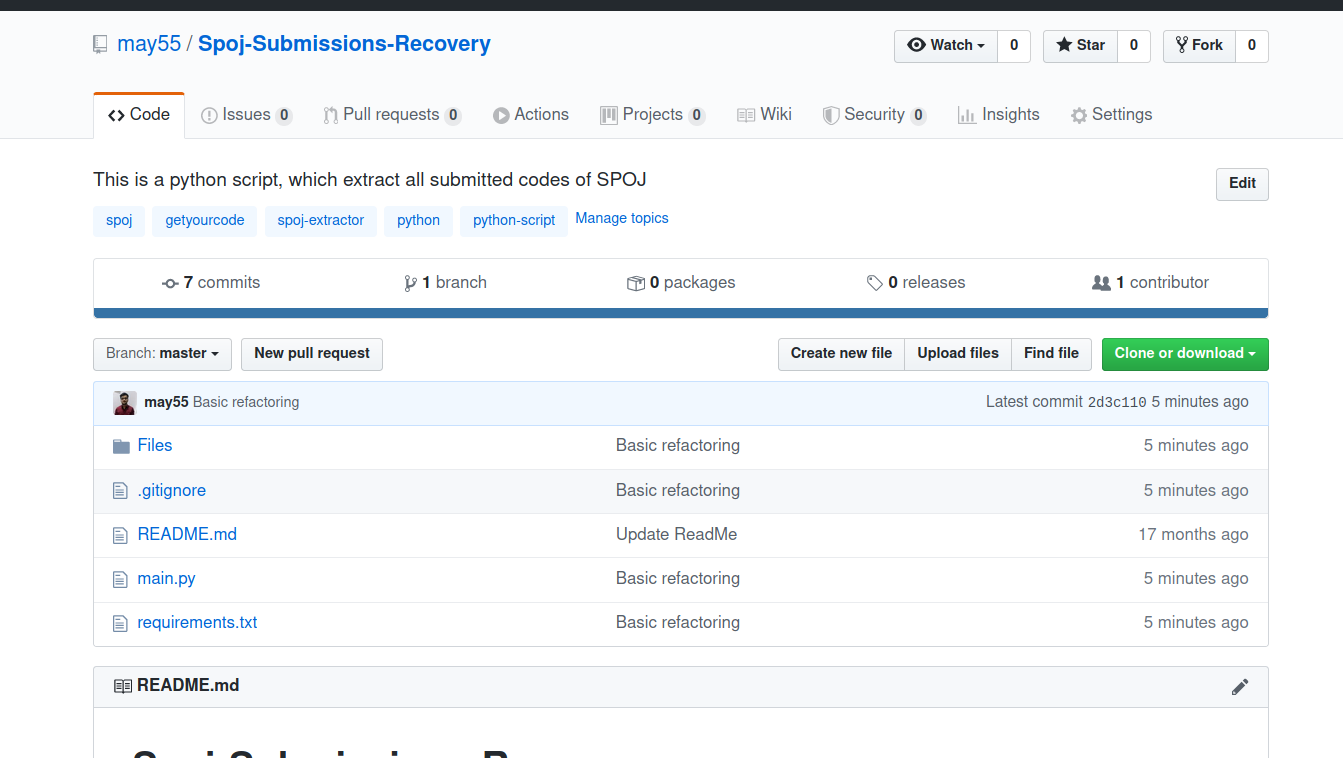 may55 / Spoj-Submissions-Recovery
Watch 0 Star 0 Fork 0
Code Issues 0 Pull requests 0 Actions Projects 0 Wiki Security 0 Insights Settings
This is a python script, which extract all submitted codes of SPOJ
Edit
spoj getyourcode spoj-extractor python python-script Manage topics
7 commits 1 branch 0 packages 0 releases 1 contributor
Branch: master New pull request Create new file Upload files Find file Clone or download
may55 Basic refactoring Latest commit 2d3c110 5 minutes ago
Files Basic refactoring 5 minutes ago
.gitignore Basic refactoring 5 minutes ago
README.md Update ReadMe 17 months ago
main.py Basic refactoring 5 minutes ago
requirements.txt Basic refactoring 5 minutes ago
README.md